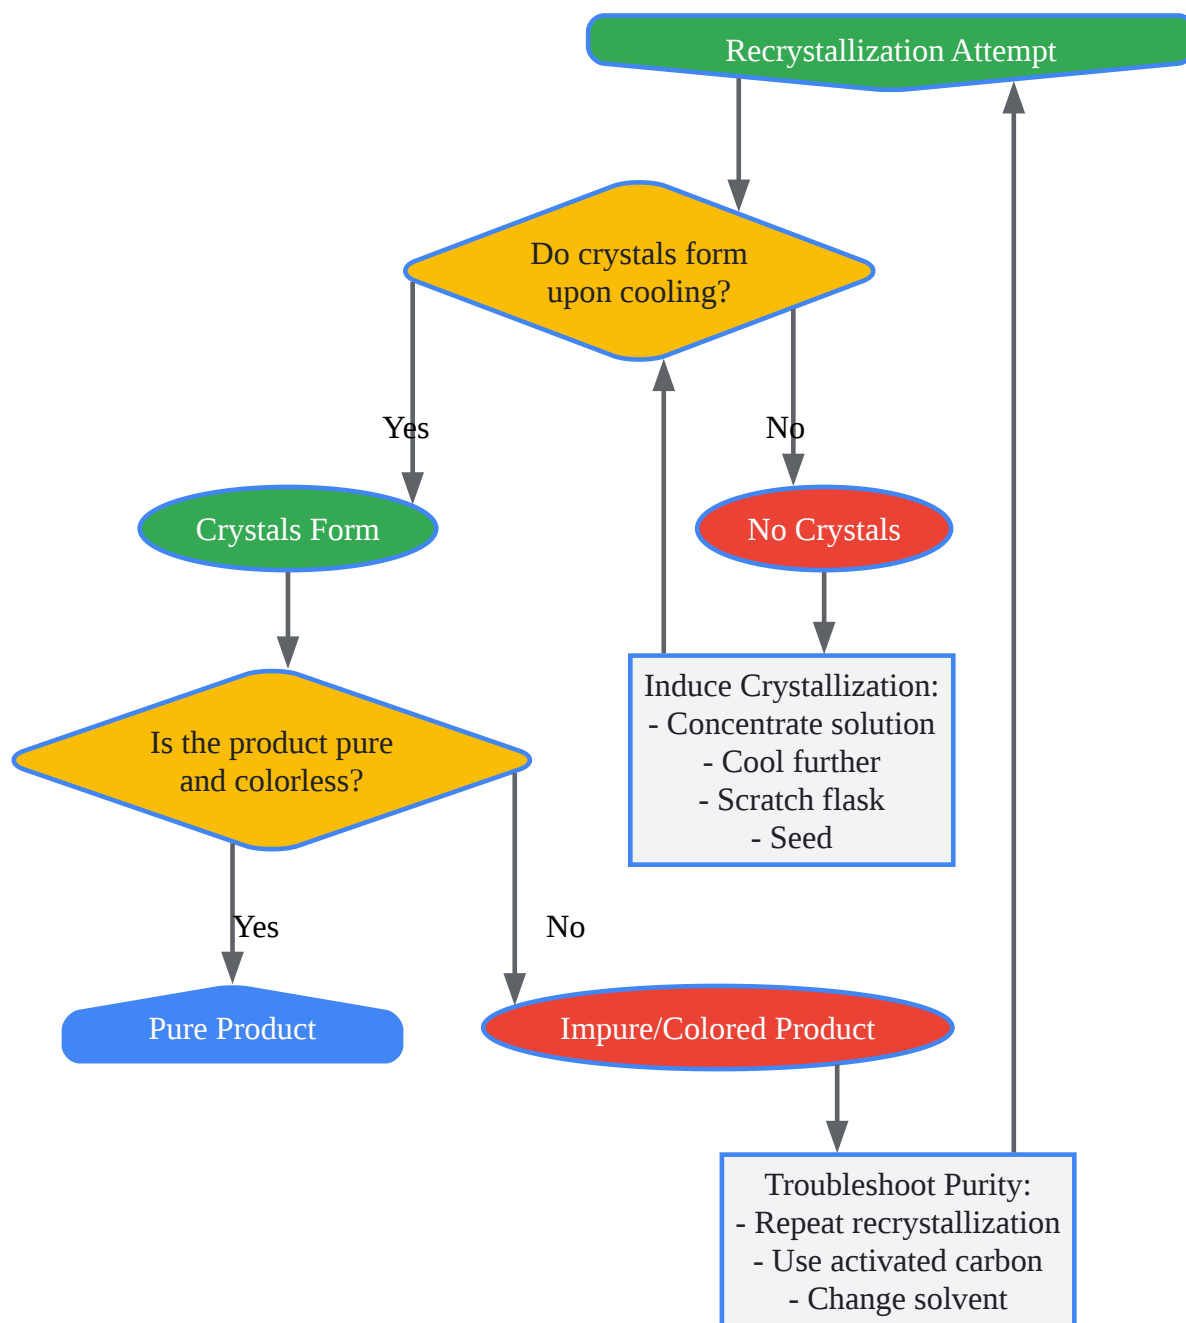 Recrystallization Attempt
Do crystals form
upon cooling?
Yes
No
Crystals Form
No Crystals
Induce Crystallization:
- Concentrate solution
- Cool further
- Scratch flask
- Seed
Is the product pure
and colorless?
Yes
No
Pure Product
Impure/Colored Product
Troubleshoot Purity:
- Repeat recrystallization
- Use activated carbon
- Change solvent